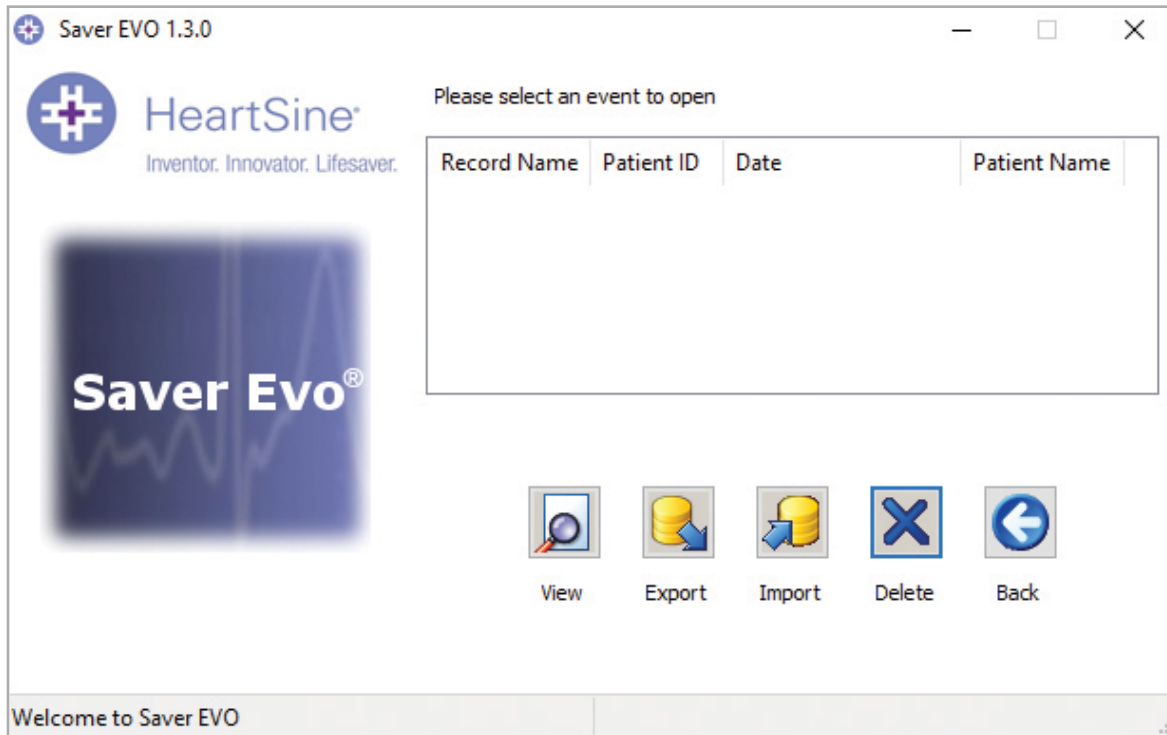 Saver EVO 1.3.0
HeartSine®
Inventor. Innovator. Lifesaver.
Saver Evo®
Please select an event to open
Record Name Patient ID Date Patient Name
View Export Import Delete Back
Welcome to Saver EVO